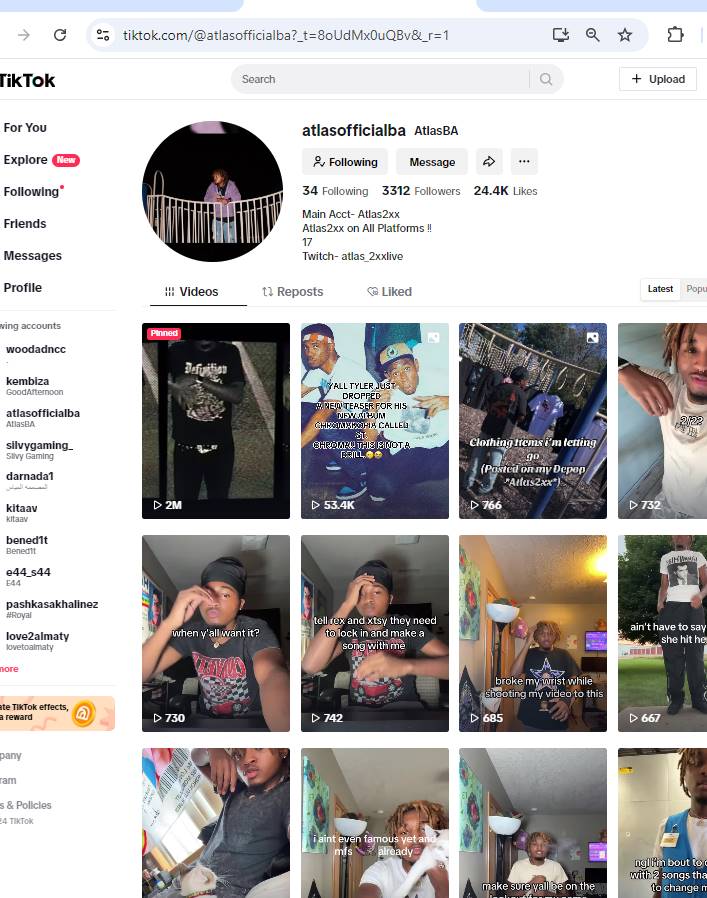 tiktok.com/@atlasofficialba?_t=8oUdMx0uQBv&_r=1
TikTok
Search
+ Upload
For You
Explore New
Following
Friends
Messages
Profile
wing accounts
woodadncc
.
kembiza
GoodAfternoon
atlasofficialba
AtlasBA
silvygaming_
Silvy Gaming
darnada1
kitaav
kitaav
bened1t
Bened1t
e44_s44
E44
pashkasakhalinez
#Royal
love2almaty
lovetoalmaty
more
ate TikTok effects,
a reward
pany
ram
s & Policies
24 TikTok
atlasofficialba AtlasBA
Following Message
34 Following 3312 Followers 24.4K Likes
Main Acct- Atlas2xx
Atlas2xx on All Platforms ‼
17
Twitch- atlas_2xxlive
Videos Reposts Liked
Latest Popu
Pinned
Definition
2M
YALL TYLER JUST
DROPPED
A NEW TEASER FOR HIS
NEW ALBUM
CHROMAKOPIA CALLED
ST.
CHROMA!! THIS IS NOT A
DRILL
53.4K
Clothing items i'm letting
go
(Posted on my Depop
*Atlas2xx*)
766
2/22
732
when y'all want it?
730
tell rex and xtsy they need
to lock in and make a
song with me
742
broke my wrist while
shooting my video to this
685
ain't have to say
she hit he
667
i aint even famous yet and
mfs already
make sure yall be on the
ngl i'm bout to
with 2 songs tha
to change m